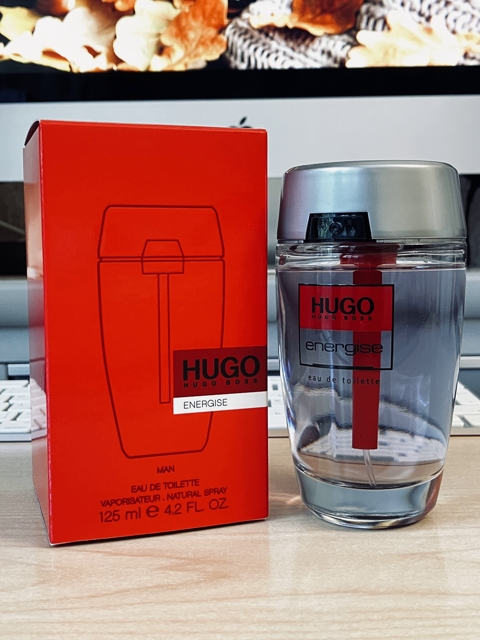 HUGO
HUGO BOSS
ENERGISE
MAN
EAU DE TOILETTE
VAPORISATEUR . NATURAL SPRAY
125 ml e 4.2 FL. OZ.
HUGO
HUGO BOSS
energise
eau de toilette